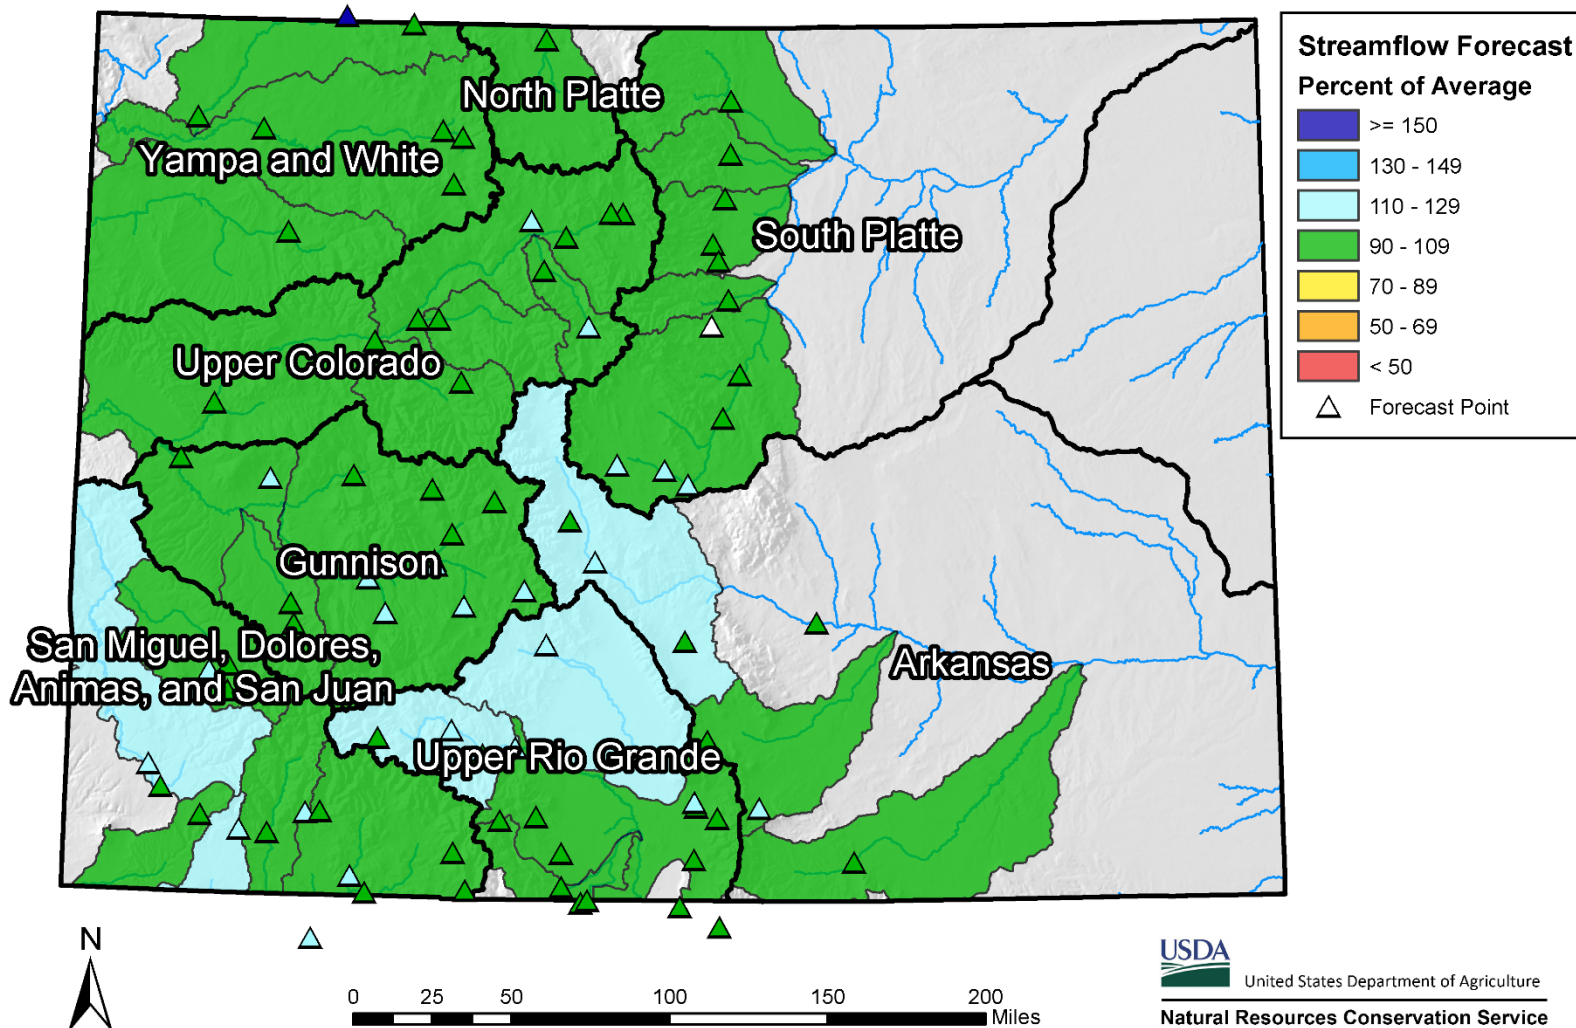 North Platte
Yampa and White
South Platte
Upper Colorado
Gunnison
San Miguel, Dolores,
Animas, and San Juan
Arkansas
Upper Rio Grande
Streamflow Forecast
Percent of Average
>= 150
130 - 149
110 - 129
90 - 109
70 - 89
50 - 69
< 50
Forecast Point
N
0 25 50 100 150 200
Miles
USDA
United States Department of Agriculture
Natural Resources Conservation Service